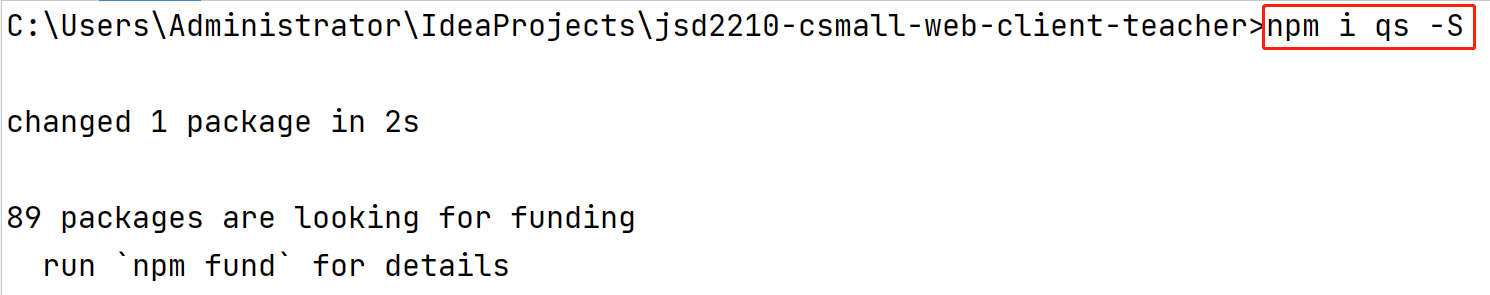 C:\Users\Administrator\IdeaProjects\jsd2210-csmall-web-client-teacher>npm i qs -S
changed 1 package in 2s
89 packages are looking for funding
  run `npm fund` for details